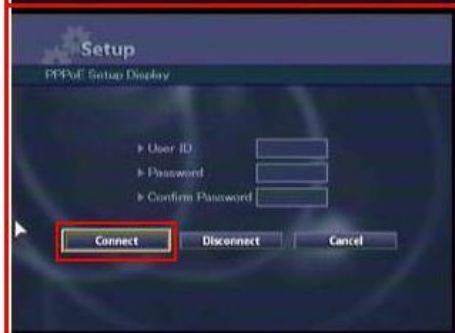 Setup
PPPoE Setup Display
User ID
Password
Confirm Password
Connect Disconnect Cancel